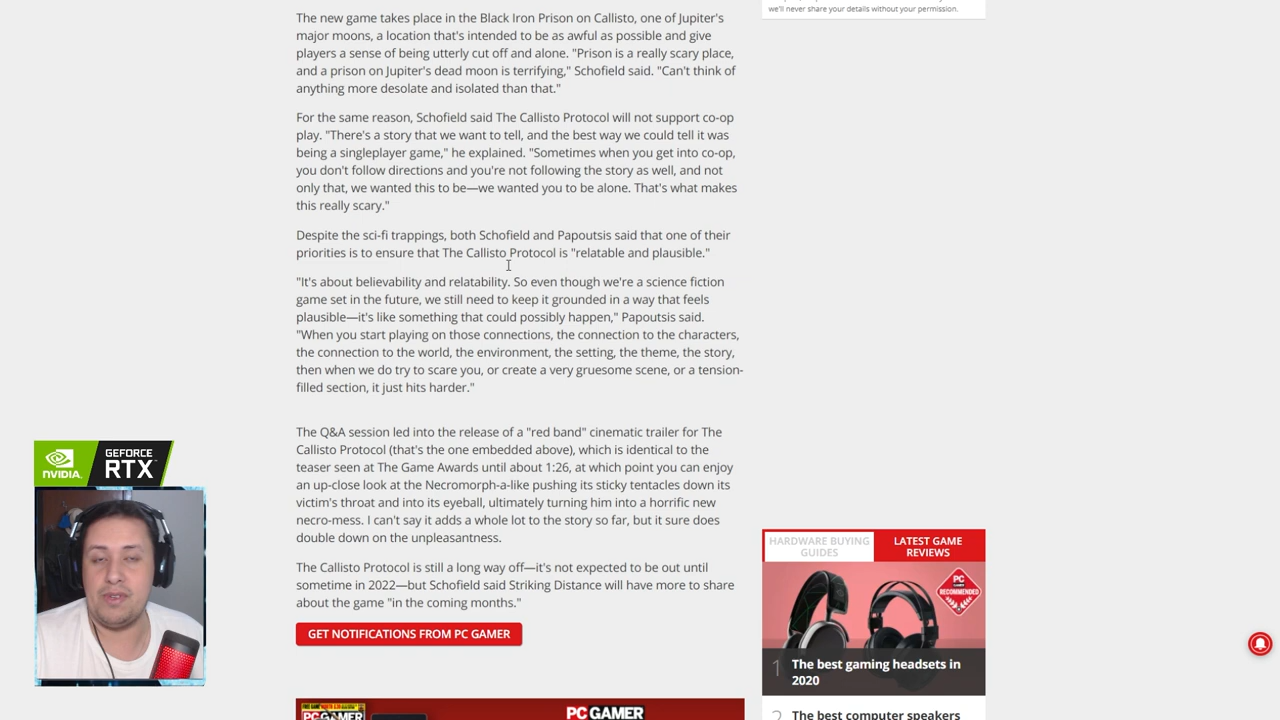 we'll never share your details without your permission.
The new game takes place in the Black Iron Prison on Callisto, one of Jupiter's
major moons, a location that's intended to be as awful as possible and give
players a sense of being utterly cut off and alone. "Prison is a really scary place,
and a prison on Jupiter's dead moon is terrifying," Schofield said. "Can't think of
anything more desolate and isolated than that."
For the same reason, Schofield said The Callisto Protocol will not support co-op
play. "There's a story that we want to tell, and the best way we could tell it was
being a singleplayer game," he explained. "Sometimes when you get into co-op,
you don't follow directions and you're not following the story as well, and not
only that, we wanted this to be—we wanted you to be alone. That's what makes
this really scary."
Despite the sci-fi trappings, both Schofield and Papoutsis said that one of their
priorities is to ensure that The Callisto Protocol is "relatable and plausible."
"It's about believability and relatability. So even though we're a science fiction
game set in the future, we still need to keep it grounded in a way that feels
plausible—it's like something that could possibly happen," Papoutsis said.
"When you start playing on those connections, the connection to the characters,
the connection to the world, the environment, the setting, the theme, the story,
then when we do try to scare you, or create a very gruesome scene, or a tension-
filled section, it just hits harder."
The Q&A session led into the release of a "red band" cinematic trailer for The
Callisto Protocol (that's the one embedded above), which is identical to the
teaser seen at The Game Awards until about 1:26, at which point you can enjoy
an up-close look at the Necromorph-a-like pushing its sticky tentacles down its
victim's throat and into its eyeball, ultimately turning him into a horrific new
necro-mess. I can't say it adds a whole lot to the story so far, but it sure does
double down on the unpleasantness.
The Callisto Protocol is still a long way off—it's not expected to be out until
sometime in 2022—but Schofield said Striking Distance will have more to share
about the game "in the coming months."
GET NOTIFICATIONS FROM PC GAMER
PC GAMER
PC GAMER
NVIDIA
GEFORCE
RTX
HARDWARE BUYING
GUIDES
LATEST GAME
REVIEWS
PC
GAMER
RECOMMENDED
1 The best gaming headsets in
2020
2 The best computer speakers